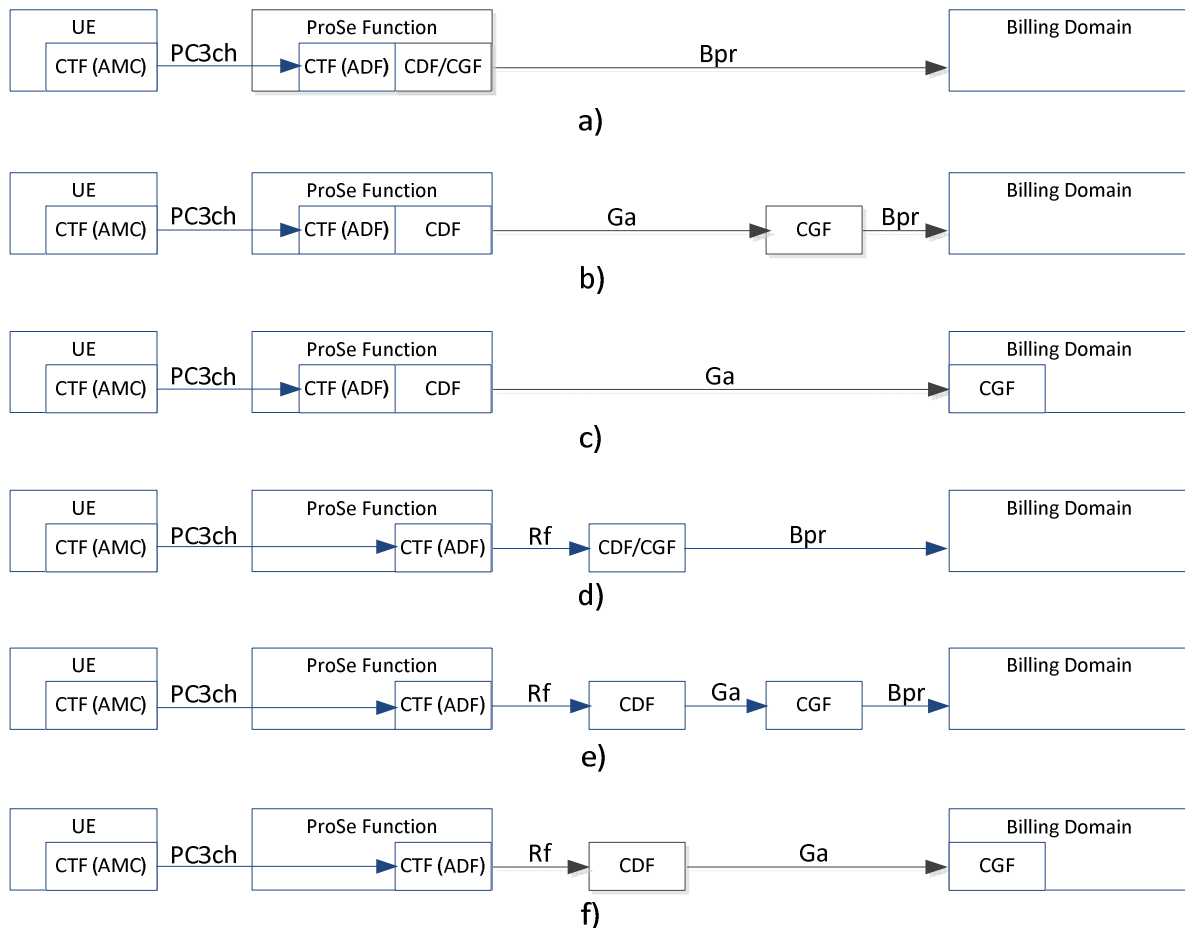 UE
ProSe Function
Billing Domain
CTF (AMC)
PC3ch
CTF (ADF)
CDF/CGF
Bpr
a)
UE
ProSe Function
Billing Domain
CTF (AMC)
PC3ch
CTF (ADF)
CDF
Ga
CGF
Bpr
b)
UE
ProSe Function
Billing Domain
CTF (AMC)
PC3ch
CTF (ADF)
CDF
Ga
CGF
c)
UE
ProSe Function
Billing Domain
CTF (AMC)
PC3ch
CTF (ADF)
Rf
CDF/CGF
Bpr
d)
UE
ProSe Function
Billing Domain
CTF (AMC)
PC3ch
CTF (ADF)
Rf
CDF
Ga
CGF
Bpr
e)
UE
ProSe Function
Billing Domain
CTF (AMC)
PC3ch
CTF (ADF)
Rf
CDF
Ga
CGF
f)